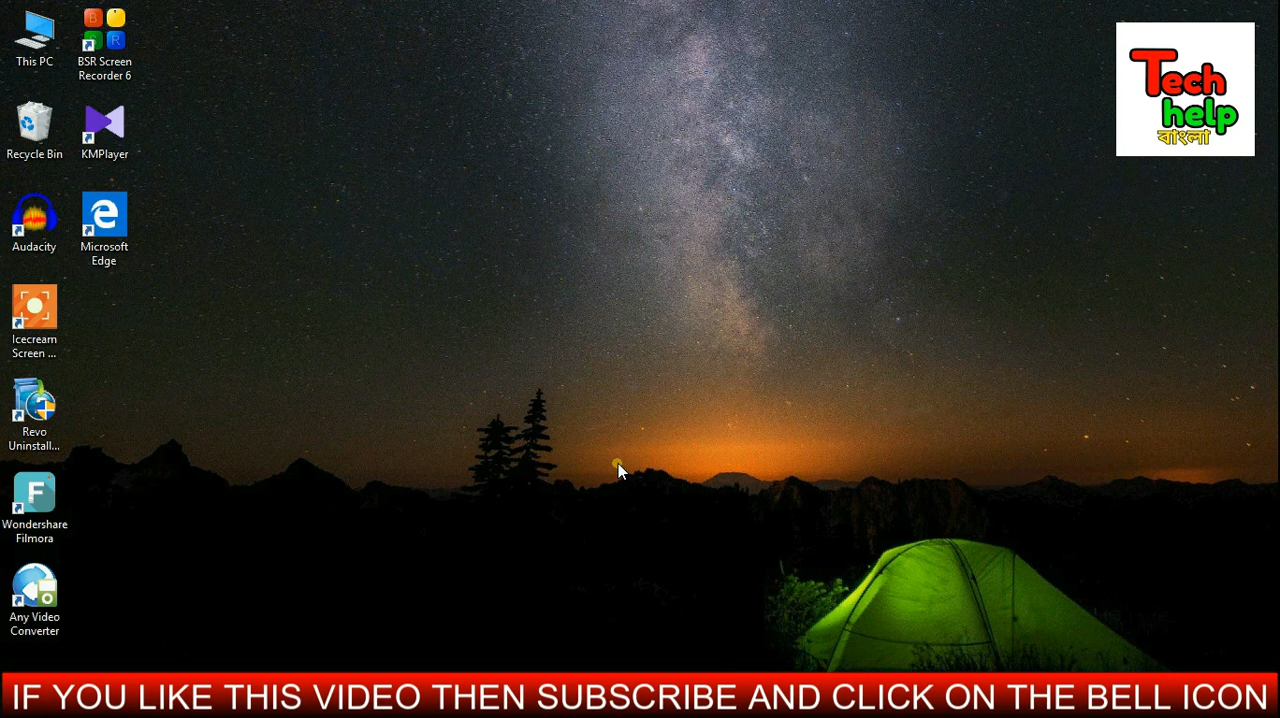 This PC
BSR Screen
Recorder 6
Recycle Bin
KMPlayer
Audacity
Microsoft
Edge
Icecream
Screen ...
Revo
Uninstall...
Wondershare
Filmora
Any Video
Converter
Tech
help
বাংলা
IF YOU LIKE THIS VIDEO THEN SUBSCRIBE AND CLICK ON THE BELL ICON